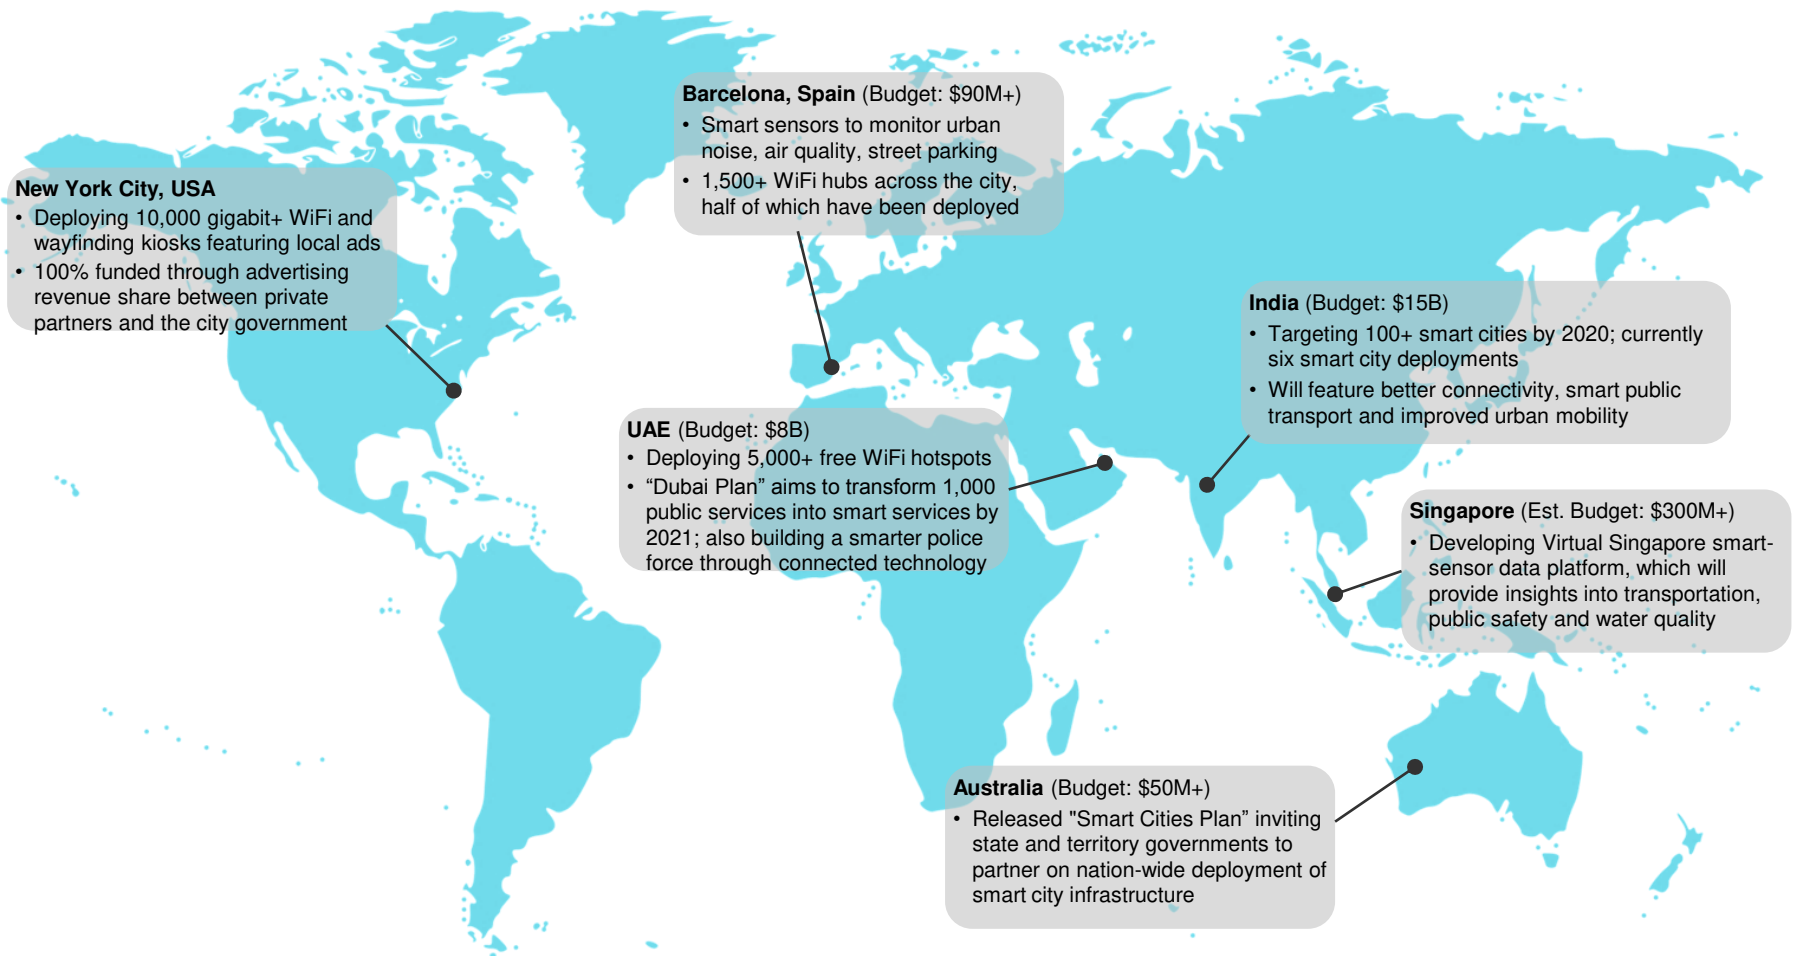 Barcelona, Spain (Budget: $90M+)
• Smart sensors to monitor urban
noise, air quality, street parking
• 1,500+ WiFi hubs across the city,
half of which have been deployed
New York City, USA
• Deploying 10,000 gigabit+ WiFi and
wayfinding kiosks featuring local ads
• 100% funded through advertising
revenue share between private
partners and the city government
India (Budget: $15B)
• Targeting 100+ smart cities by 2020; currently
six smart city deployments
• Will feature better connectivity, smart public
transport and improved urban mobility
UAE (Budget: $8B)
• Deploying 5,000+ free WiFi hotspots
• “Dubai Plan” aims to transform 1,000
public services into smart services by
2021; also building a smarter police
force through connected technology
Singapore (Est. Budget: $300M+)
• Developing Virtual Singapore smart-
sensor data platform, which will
provide insights into transportation,
public safety and water quality
Australia (Budget: $50M+)
• Released "Smart Cities Plan” inviting
state and territory governments to
partner on nation-wide deployment of
smart city infrastructure